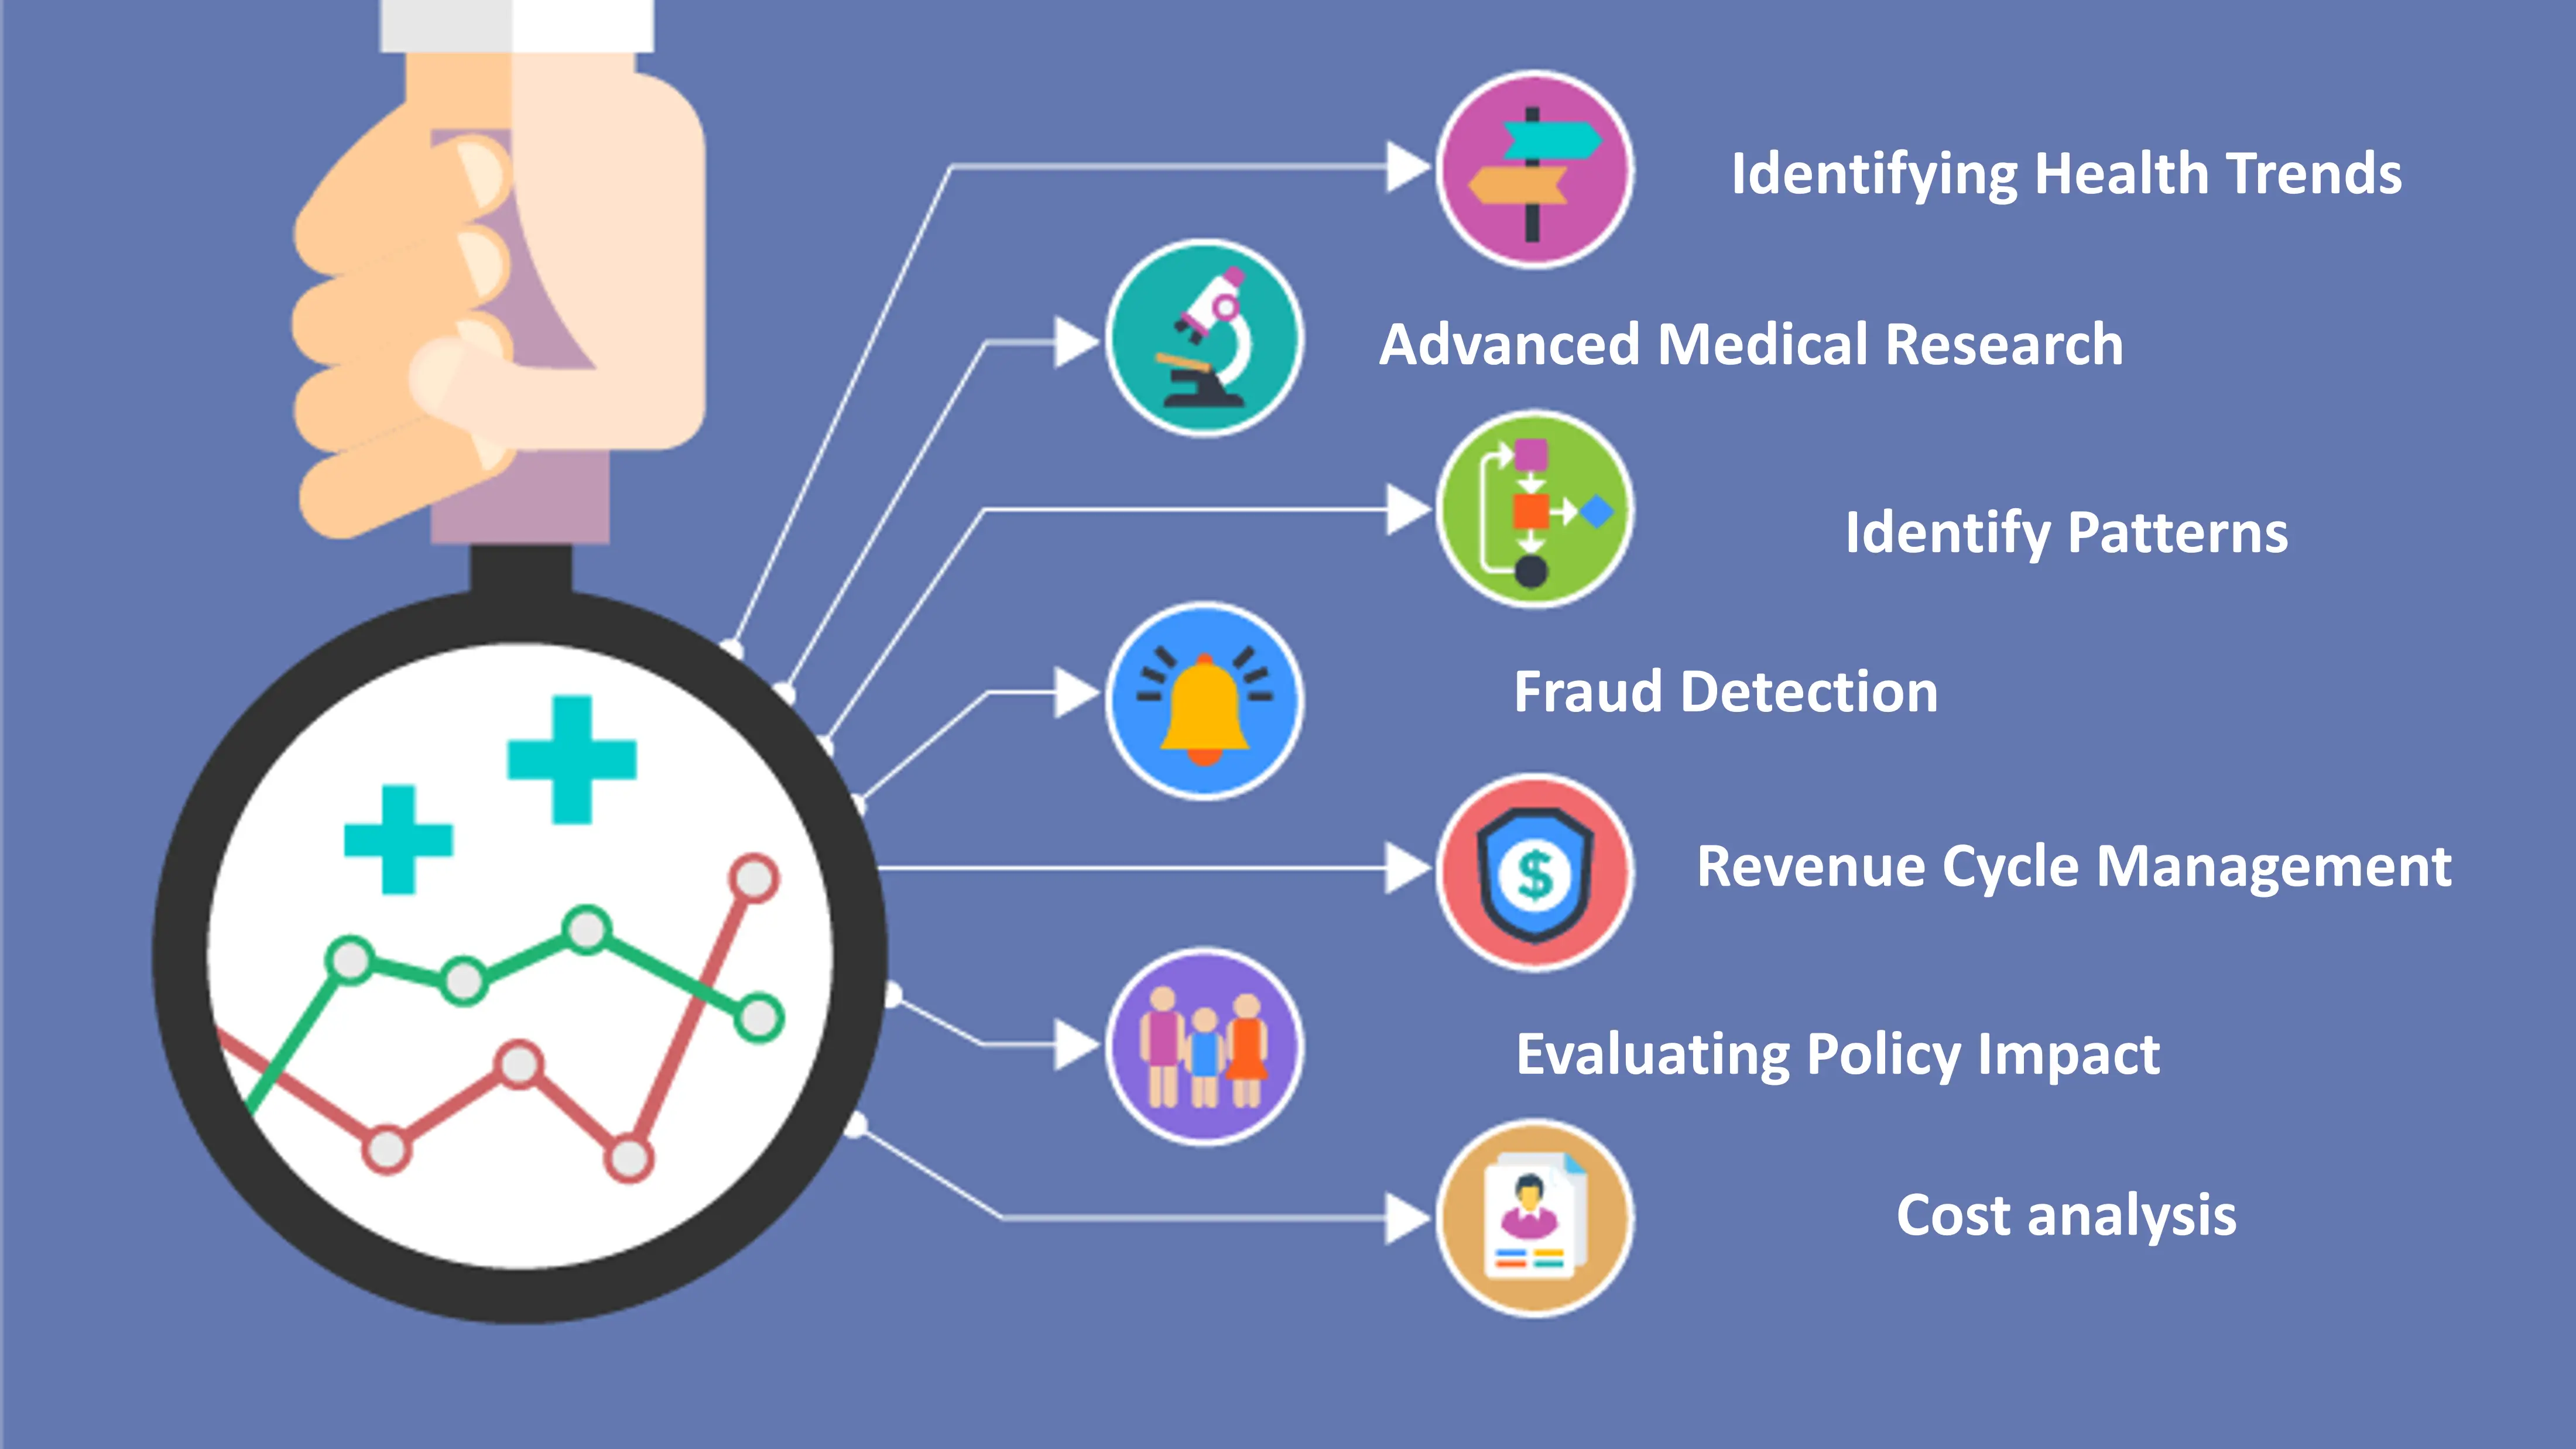 Identifying Health Trends
Advanced Medical Research
Identify Patterns
Fraud Detection
$
Revenue Cycle Management
Evaluating Policy Impact
Cost analysis